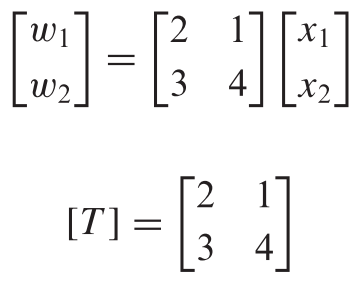 [w₁ w₂] = [2 1; 3 4] [x₁ x₂]
[T] = [2 1; 3 4]